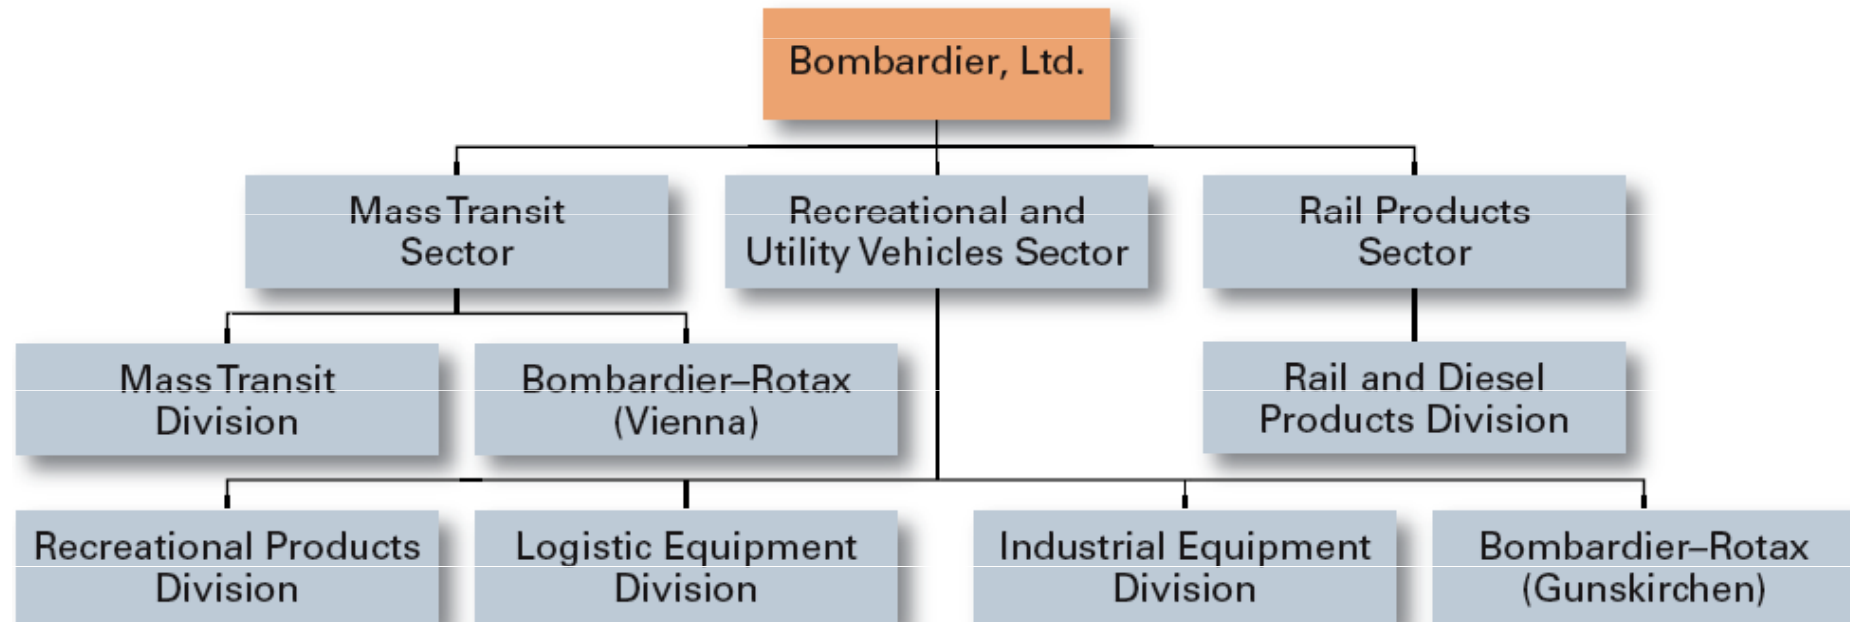 Bombardier, Ltd.
Mass Transit
Sector
Recreational and
Utility Vehicles Sector
Rail Products
Sector
Mass Transit
Division
Bombardier–Rotax
(Vienna)
Rail and Diesel
Products Division
Recreational Products
Division
Logistic Equipment
Division
Industrial Equipment
Division
Bombardier–Rotax
(Gunskirchen)